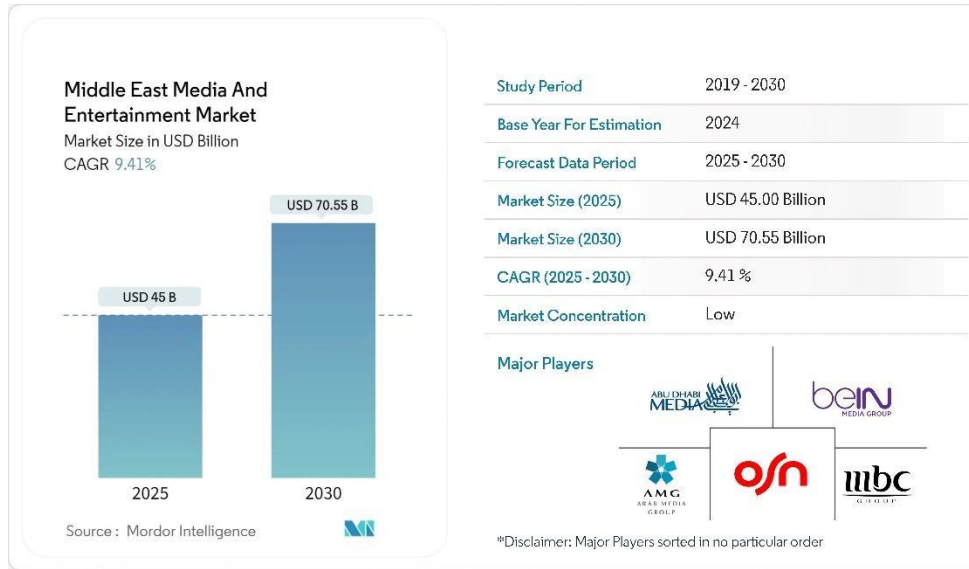 Middle East Media And
Entertainment Market
Market Size in USD Billion
CAGR 9.41%
USD 70.55 B
USD 45 B
2025
2030
Source : Mordor Intelligence
Study Period 2019 - 2030
Base Year For Estimation 2024
Forecast Data Period 2025 - 2030
Market Size (2025) USD 45.00 Billion
Market Size (2030) USD 70.55 Billion
CAGR (2025 - 2030) 9.41 %
Market Concentration Low
Major Players
ABU DHABI
MEDIA
beIN
MEDIA GROUP
AMG
ARAB MEDIA
GROUP
osn
mbc
GROUP
*Disclaimer: Major Players sorted in no particular order